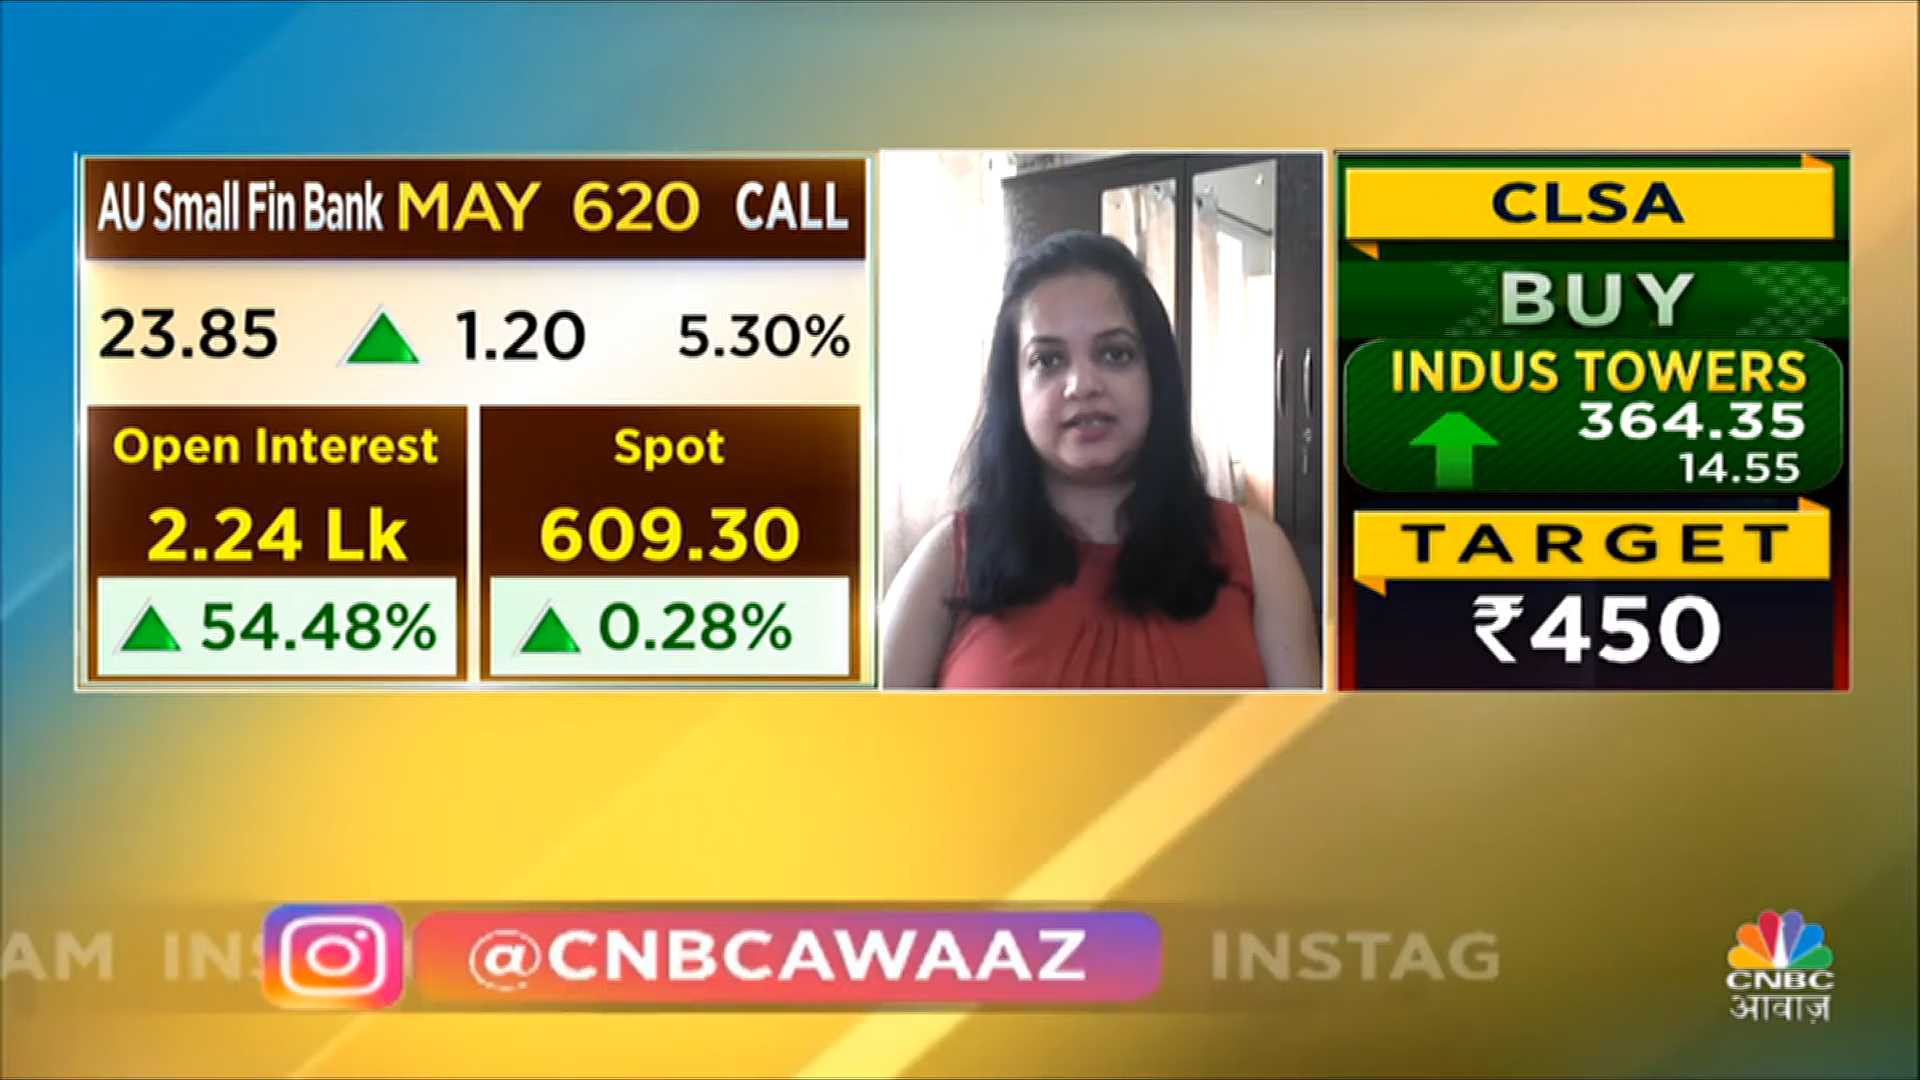 AU Small Fin Bank MAY 620 CALL
23.85 1.20 5.30%
Open Interest
2.24 Lk
54.48%
Spot
609.30
0.28%
CLSA
BUY
INDUS TOWERS
364.35
14.55
TARGET
₹450
AM INS @CNBCAWAAZ INSTAG
CNBC
आवाज़